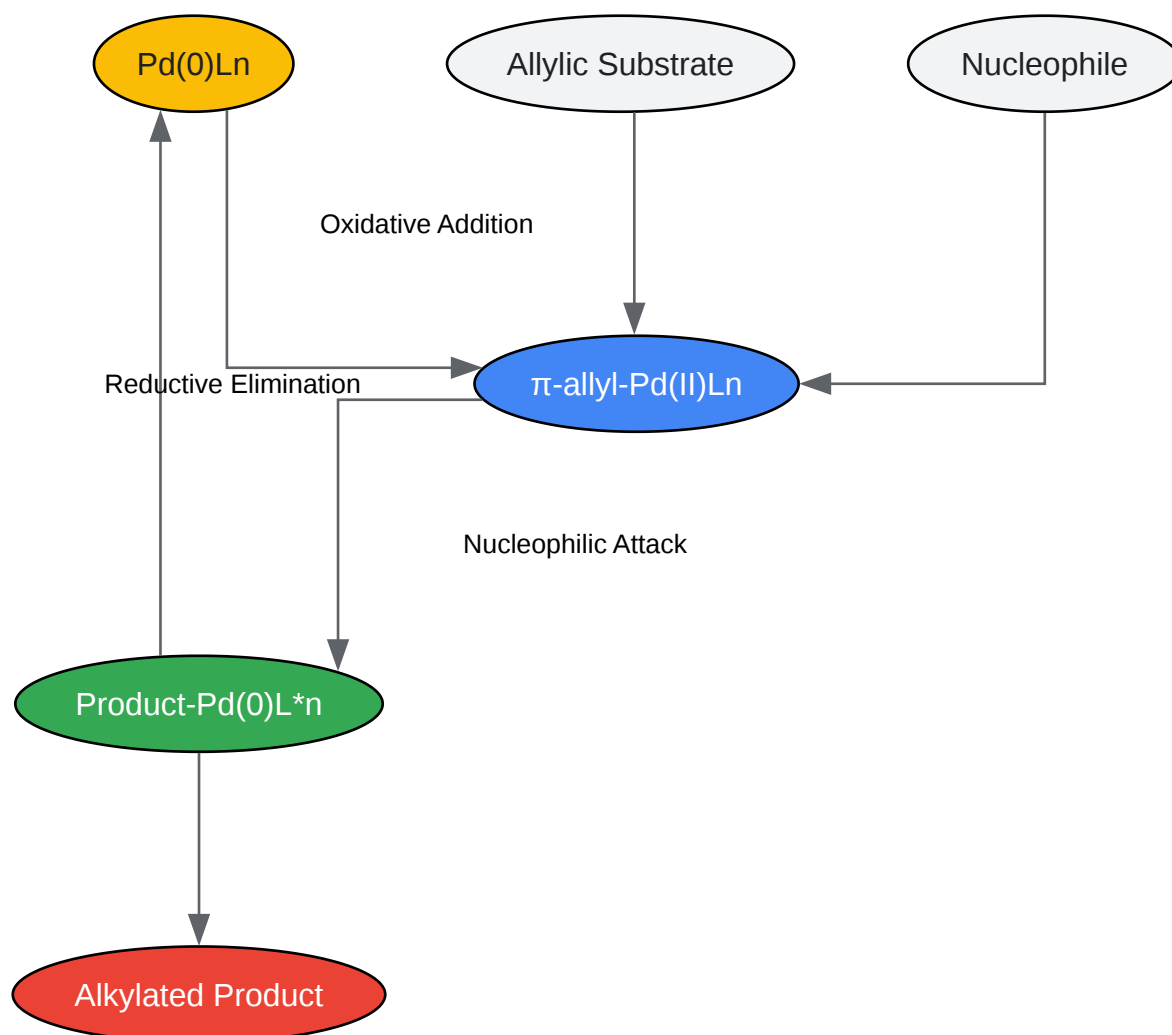 Pd(0)Ln
Allylic Substrate
Nucleophile
Oxidative Addition
Reductive Elimination
π-allyl-Pd(II)Ln
Nucleophilic Attack
Product-Pd(0)L*n
Alkylated Product